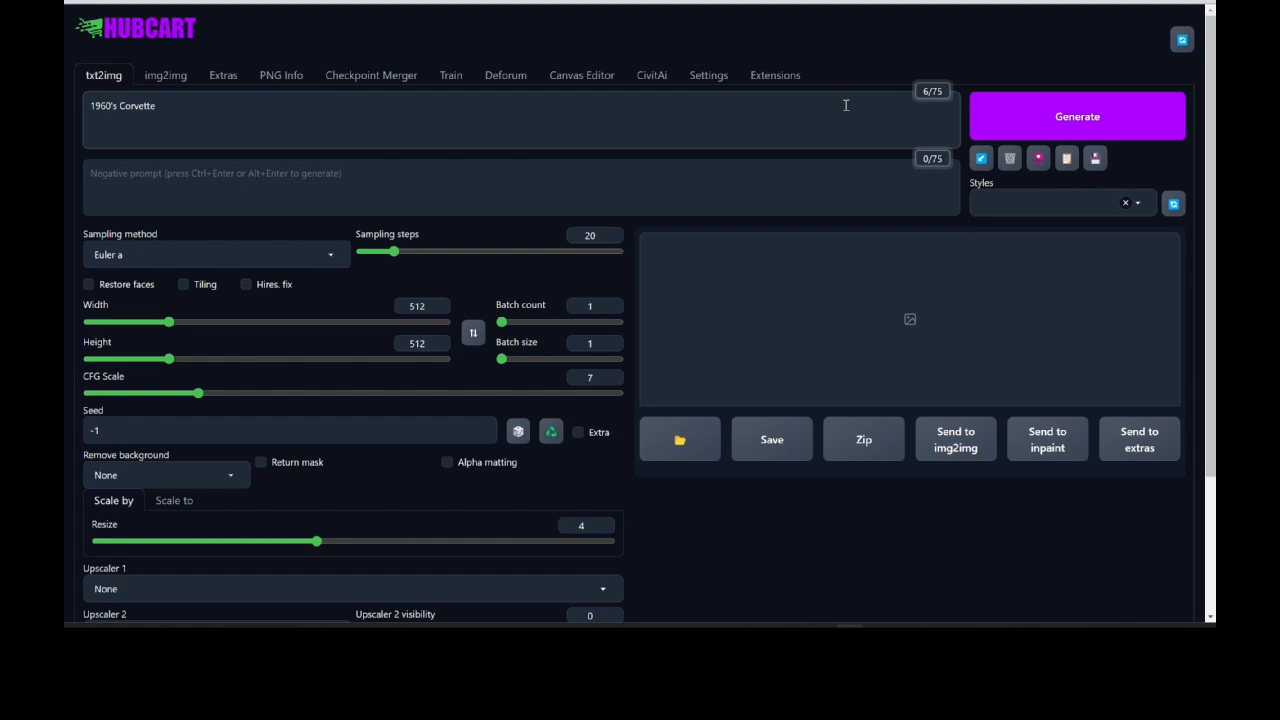 HUBCART
txt2img img2img Extras PNG Info Checkpoint Merger Train Deforum Canvas Editor CivitAi Settings Extensions
6/75
1960's Corvette
Generate
0/75
Negative prompt (press Ctrl+Enter or Alt+Enter to generate)
Styles
Sampling method
Sampling steps
20
Euler a
Restore faces
Tiling
Hires. fix
Width
512
Batch count
1
Height
512
Batch size
1
CFG Scale
7
Seed
-1
Extra
Save
Zip
Send to img2img
Send to inpaint
Send to extras
Remove background
None
Return mask
Alpha matting
Scale by
Scale to
Resize
4
Upscaler 1
None
Upscaler 2
Upscaler 2 visibility
0